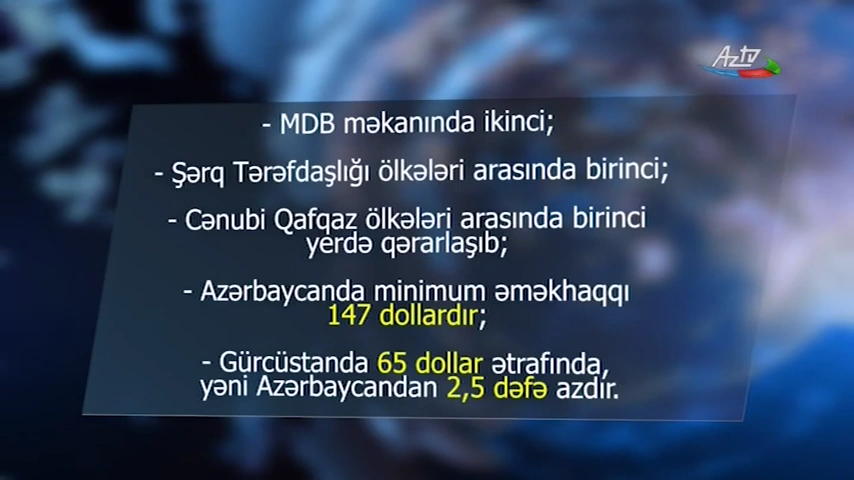 AzTV
- MDB məkanında ikinci;
- Şərq Tərəfdaşlığı ölkələri arasında birinci;
- Cənubi Qafqaz ölkələri arasında birinci
yerdə qərarlaşıb;
- Azərbaycanda minimum əməkhaqqı
147 dollardır;
- Gürcüstanda 65 dollar ətrafında,
yəni Azərbaycandan 2,5 dəfə azdır.